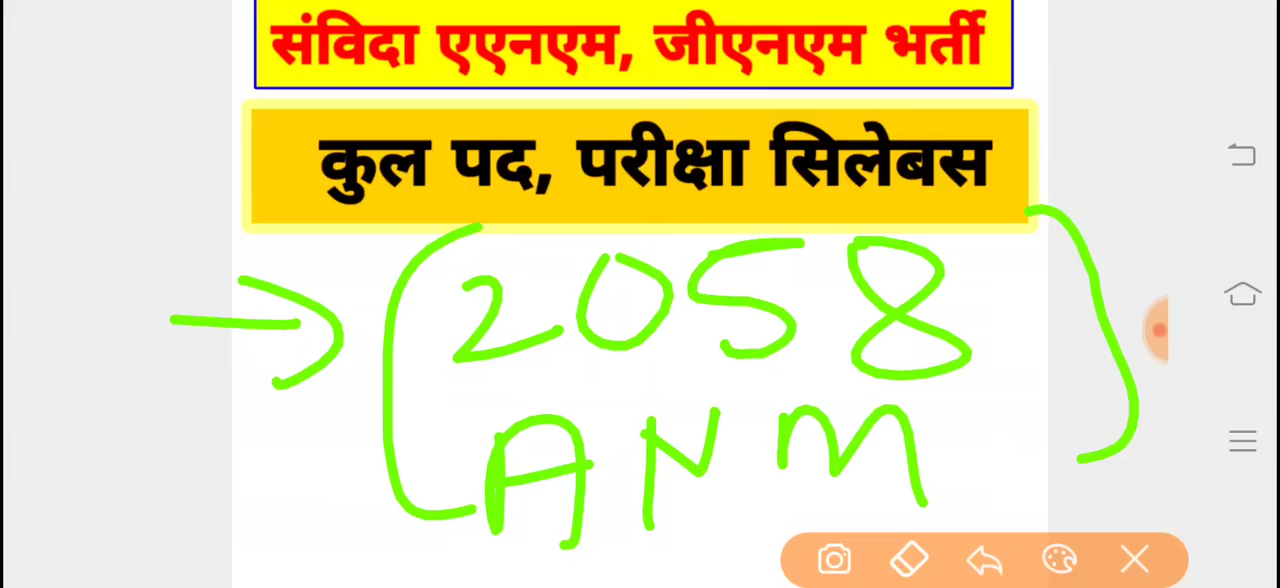 संविदा एएनएम, जीएनएम भर्ती
कुल पद, परीक्षा सिलेबस
2058
ANM